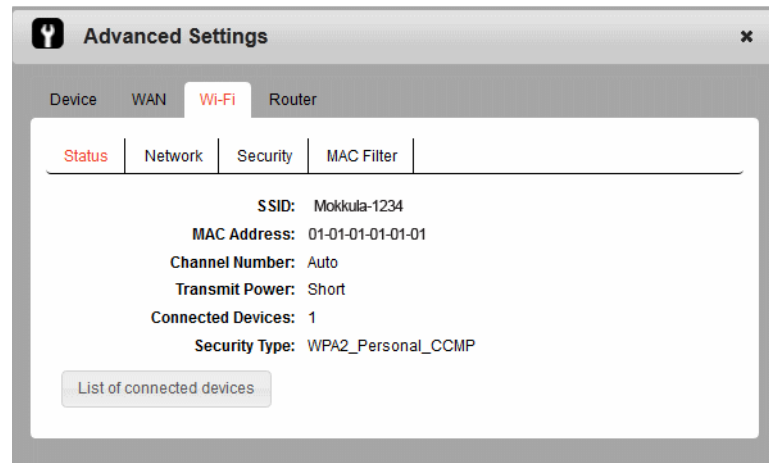 Advanced Settings
Device WAN Wi-Fi Router
Status Network Security MAC Filter
SSID: Mokkula-1234
MAC Address: 01-01-01-01-01-01
Channel Number: Auto
Transmit Power: Short
Connected Devices: 1
Security Type: WPA2_Personal_CCMP
List of connected devices